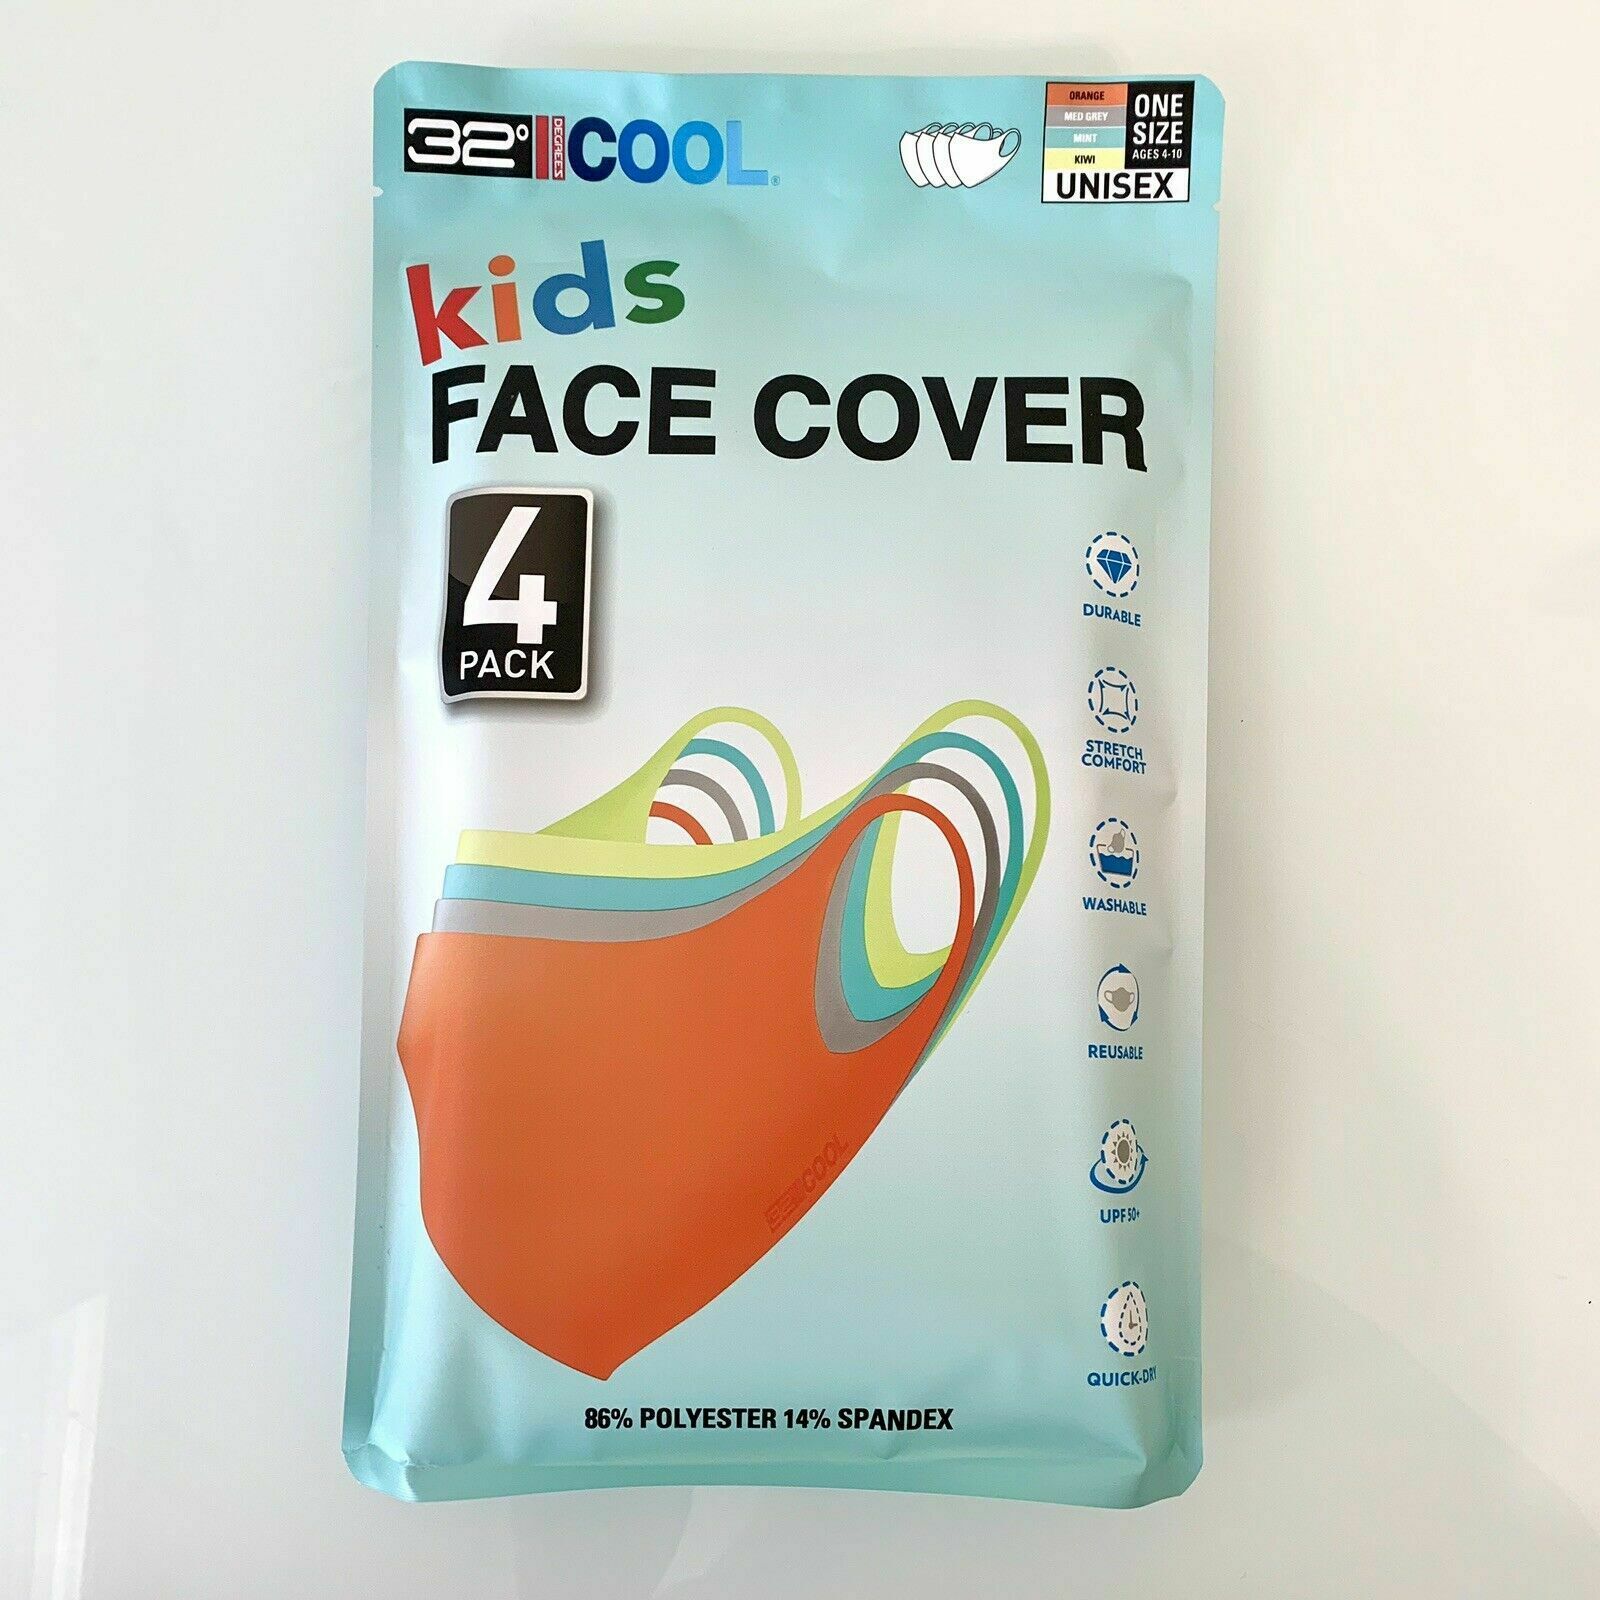 32° DEGREES COOL®
ORANGE
MED GREY
MINT
KIWI
ONE
SIZE
AGES 4-10
UNISEX
kids
FACE COVER
4
PACK
DURABLE
STRETCH
COMFORT
WASHABLE
REUSABLE
UPF 50+
QUICK-DRY
32° COOL
86% POLYESTER 14% SPANDEX